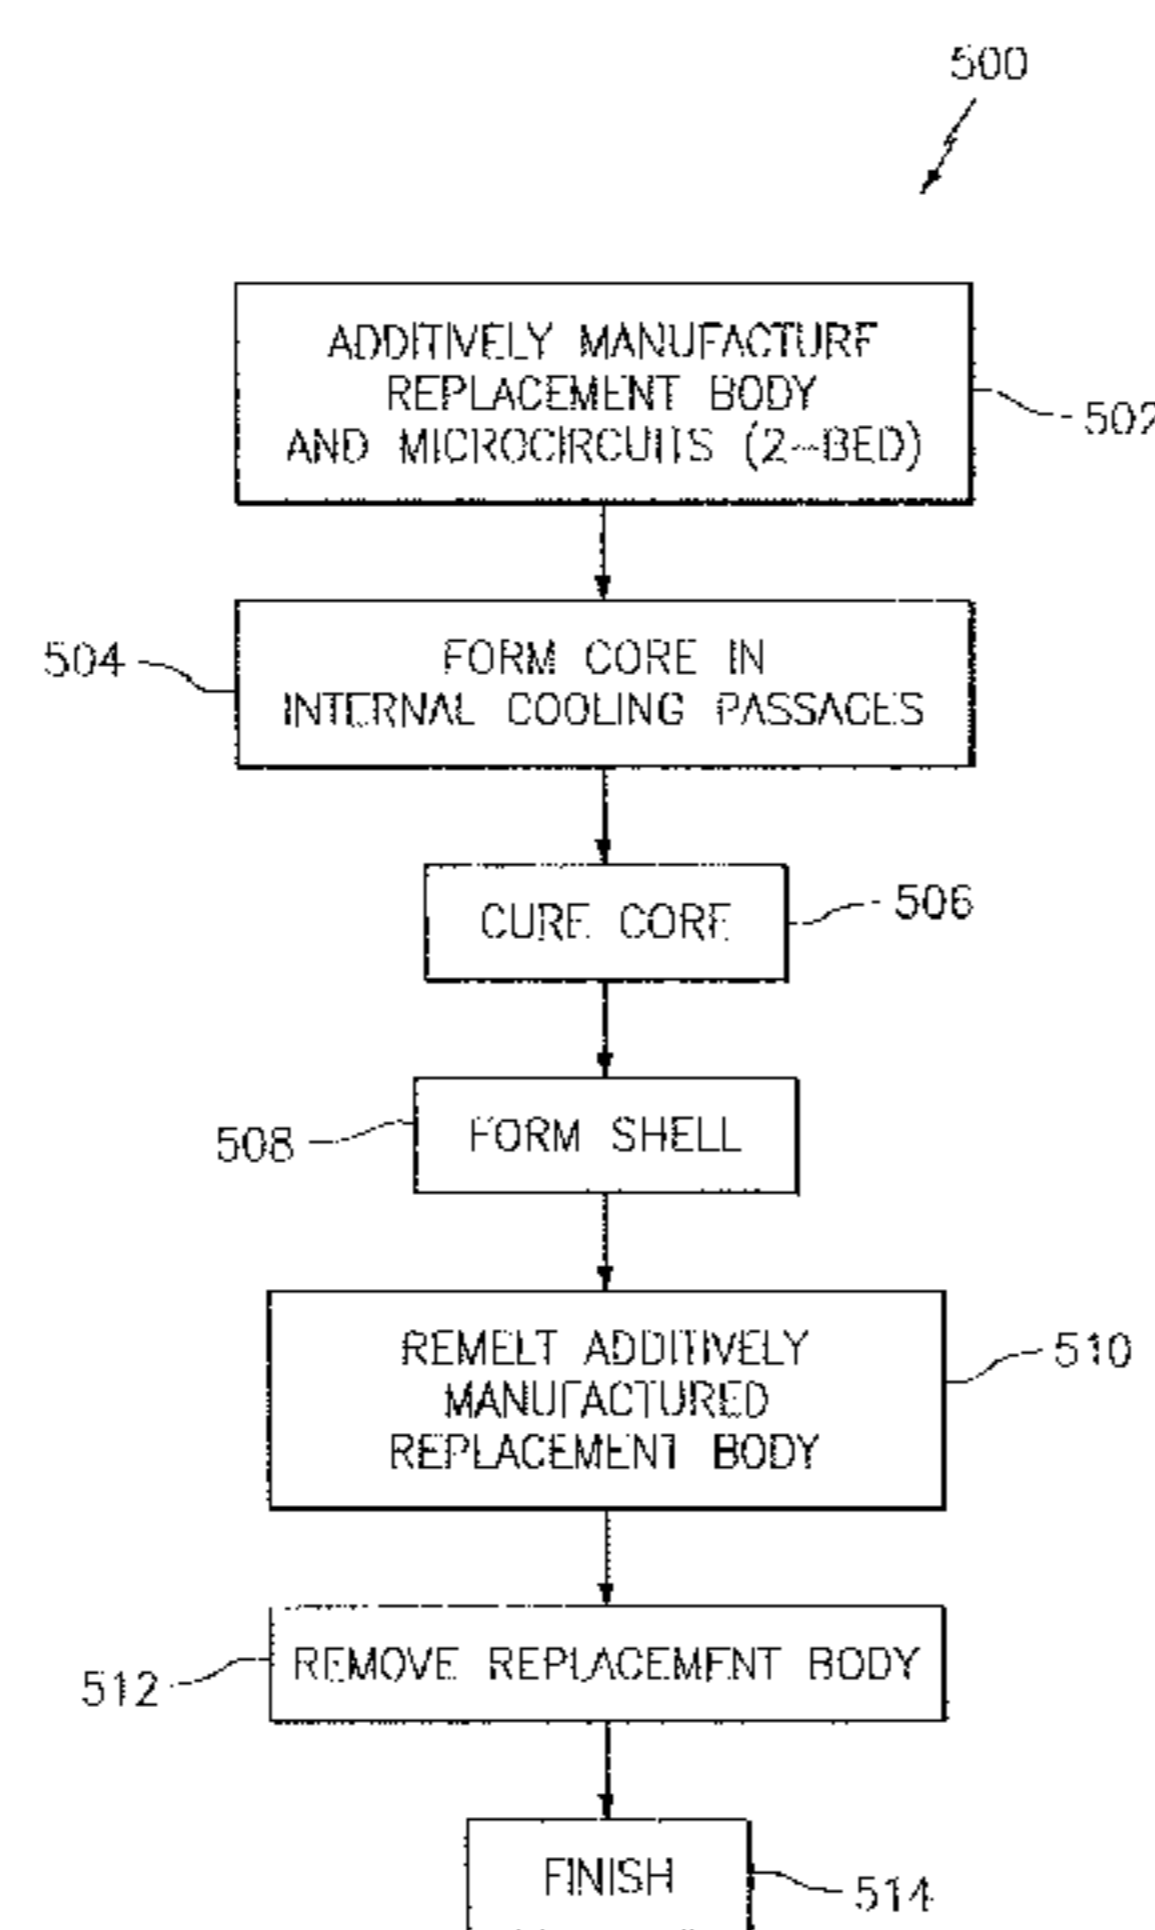 500
ADDITIVELY MANUFACTURE
REPLACEMENT BODY
AND MICROCIRCUITS (2-BED)
502
504
FORM CORE IN
INTERNAL COOLING PASSAGES
CURE CORE
506
508
FORM SHELL
REMELT ADDITIVELY
MANUFACTURED
REPLACEMENT BODY
510
512
REMOVE REPLACEMENT BODY
FINISH
514